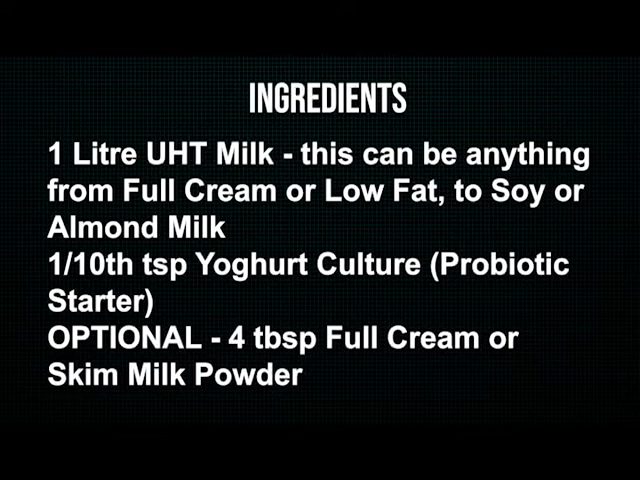 INGREDIENTS
1 Litre UHT Milk - this can be anything
from Full Cream or Low Fat, to Soy or
Almond Milk
1/10th tsp Yoghurt Culture (Probiotic
Starter)
OPTIONAL - 4 tbsp Full Cream or
Skim Milk Powder